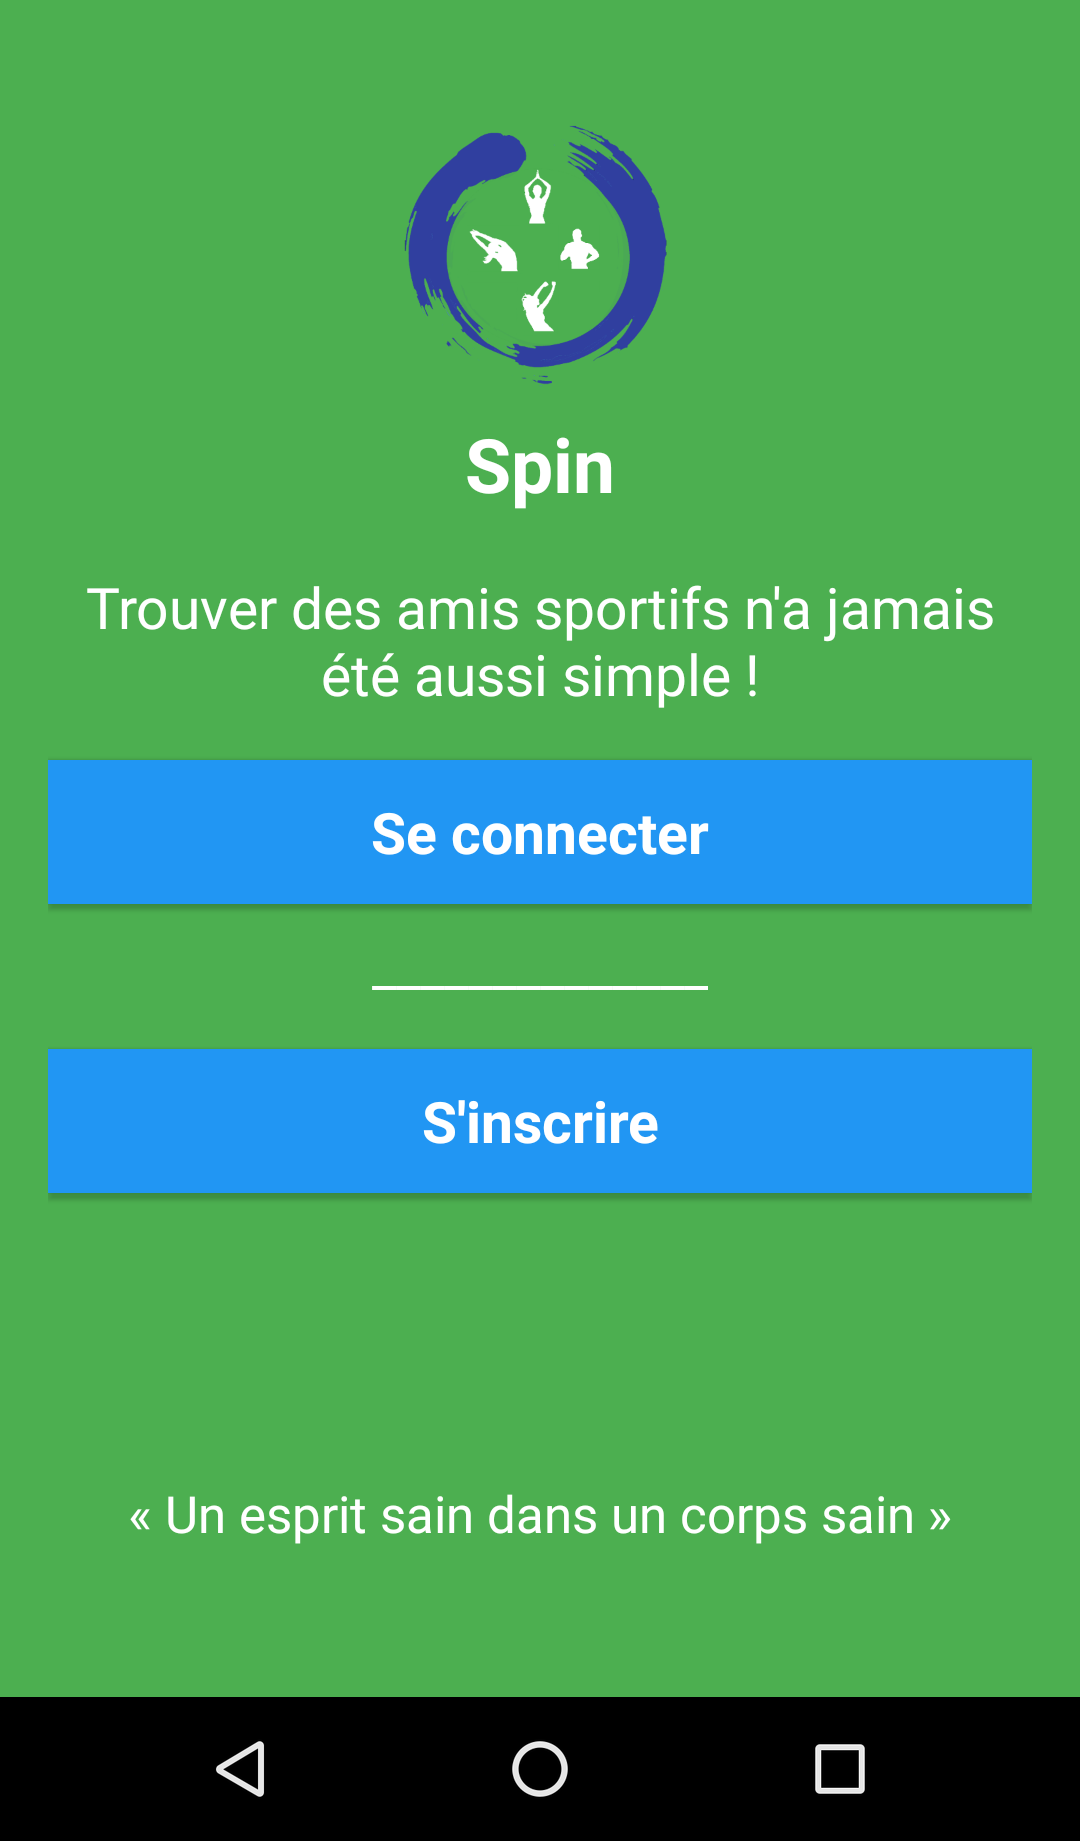 Spin
Trouver des amis sportifs n'a jamais
été aussi simple !
Se connecter
S'inscrire
« Un esprit sain dans un corps sain »